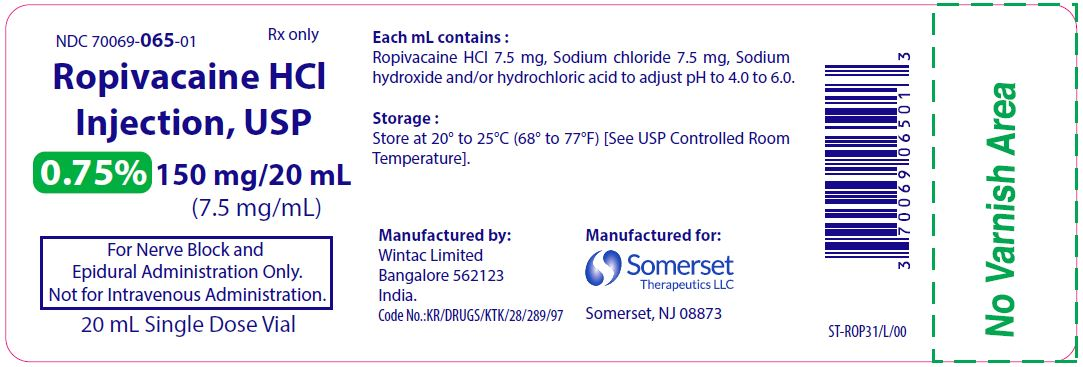 NDC 70069-065-01
Rx only
Ropivacaine HCl
Injection, USP
0.75% 150 mg/20 mL
(7.5 mg/mL)
For Nerve Block and
Epidural Administration Only.
Not for Intravenous Administration.
20 mL Single Dose Vial
Each mL contains :
Ropivacaine HCl 7.5 mg, Sodium chloride 7.5 mg, Sodium
hydroxide and/or hydrochloric acid to adjust pH to 4.0 to 6.0.
Storage :
Store at 20° to 25°C (68° to 77°F) [See USP Controlled Room
Temperature].
Manufactured by:
Wintac Limited
Bangalore 562123
India.
Code No.:KR/DRUGS/KTK/28/289/97
Manufactured for:
Somerset
Therapeutics LLC
Somerset, NJ 08873
3 70069 06501 3
ST-ROP31/L/00
No Varnish Area